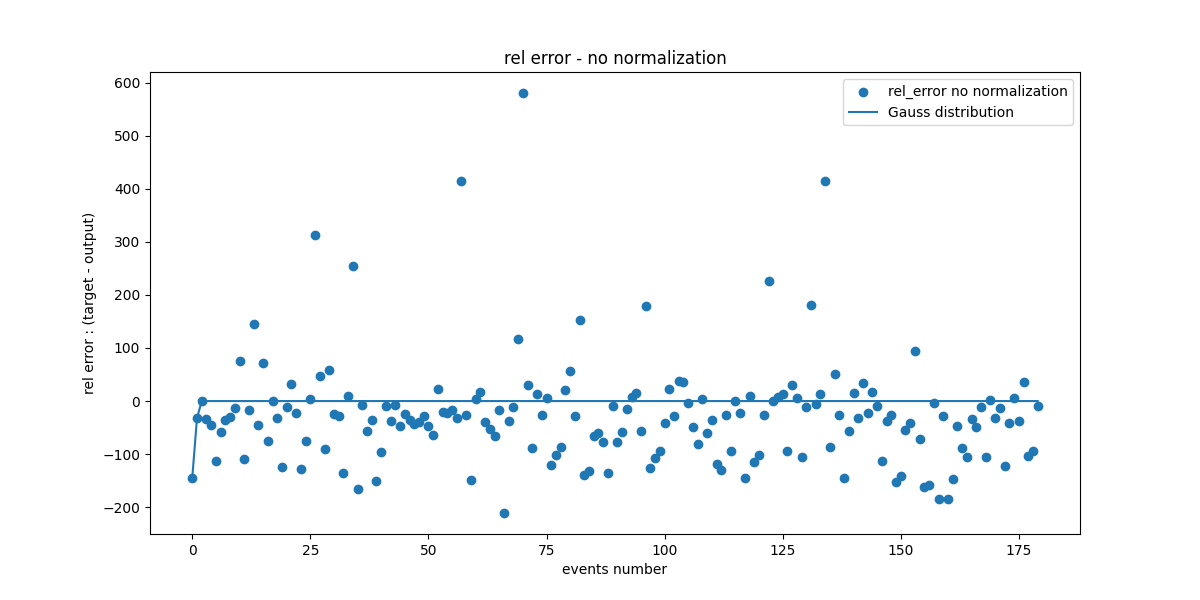 rel error - no normalization
rel_error no normalization
Gauss distribution
600
500
400
300
200
100
0
−100
−200
rel error : (target - output)
0 25 50 75 100 125 150 175
events number